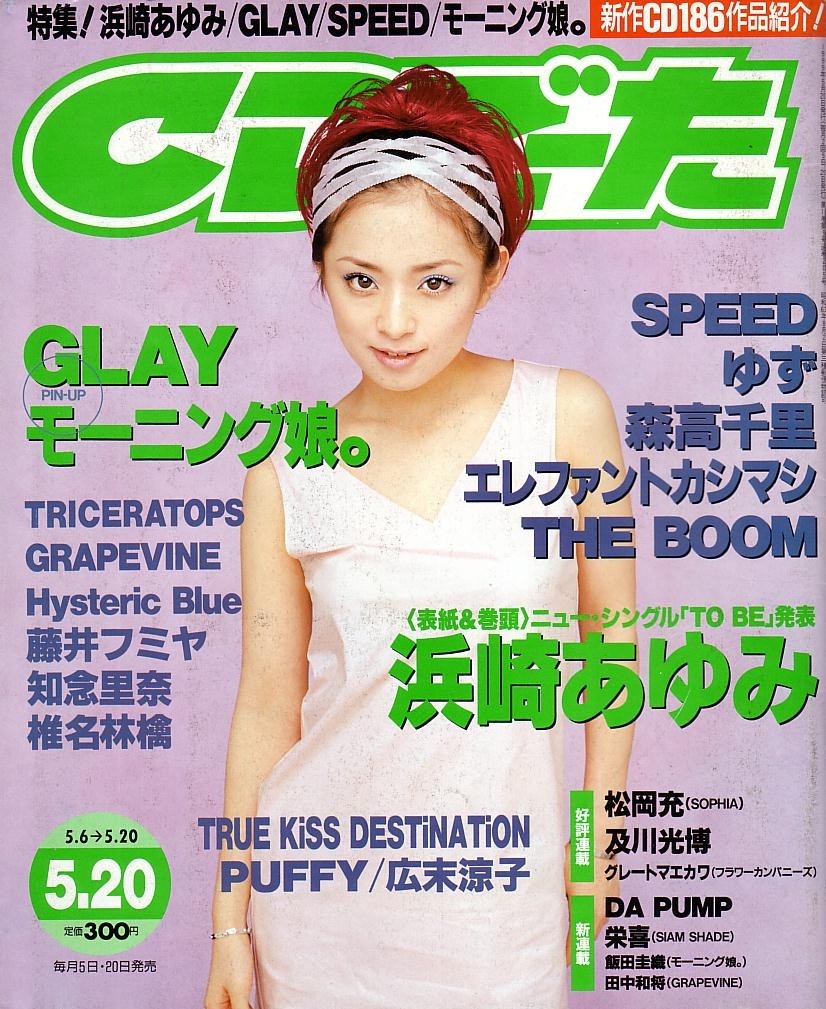 特集！浜崎あゆみ/GLAY/SPEED/モーニング娘。
新作CD186作品紹介！
CDでーた
GLAY
PIN-UP
モーニング娘。
TRICERATOPS
GRAPEVINE
Hysteric Blue
藤井フミヤ
知念里奈
椎名林檎
SPEED
ゆず
森高千里
エレファントカシマシ
THE BOOM
〈表紙&巻頭〉ニュー・シングル「TO BE」発表
浜崎あゆみ
TRUE KiSS DESTiNATiON
PUFFY/広末涼子
5.6→5.20
5.20
定価300円
毎月5日・20日発売
好評連載
松岡充(SOPHIA)
及川光博
グレートマエカワ(フラワーカンパニーズ)
新連載
DA PUMP
栄喜(SIAM SHADE)
飯田圭織(モーニング娘。)
田中和将(GRAPEVINE)